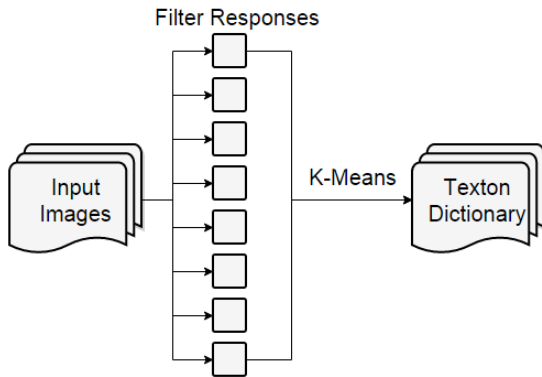 Filter Responses
Input
Images
K-Means
Texton
Dictionary